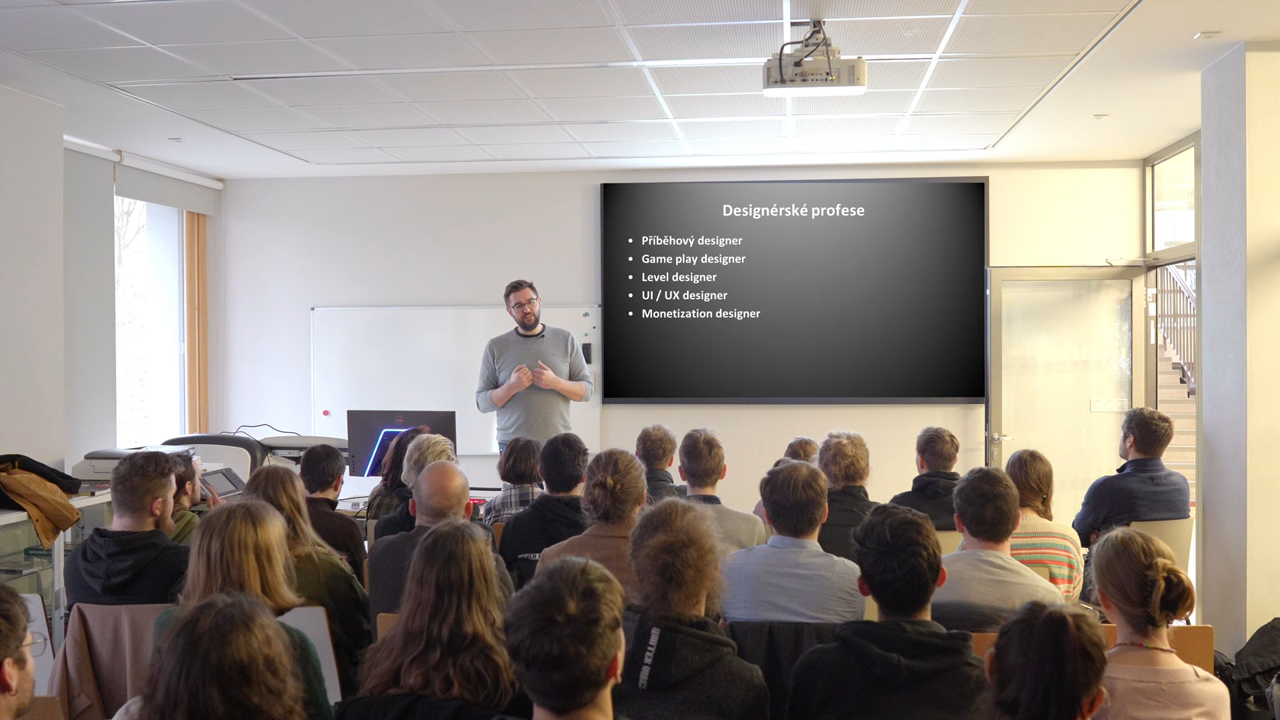 Designérské profese
• Příběhový designer
• Game play designer
• Level designer
• UI / UX designer
• Monetization designer